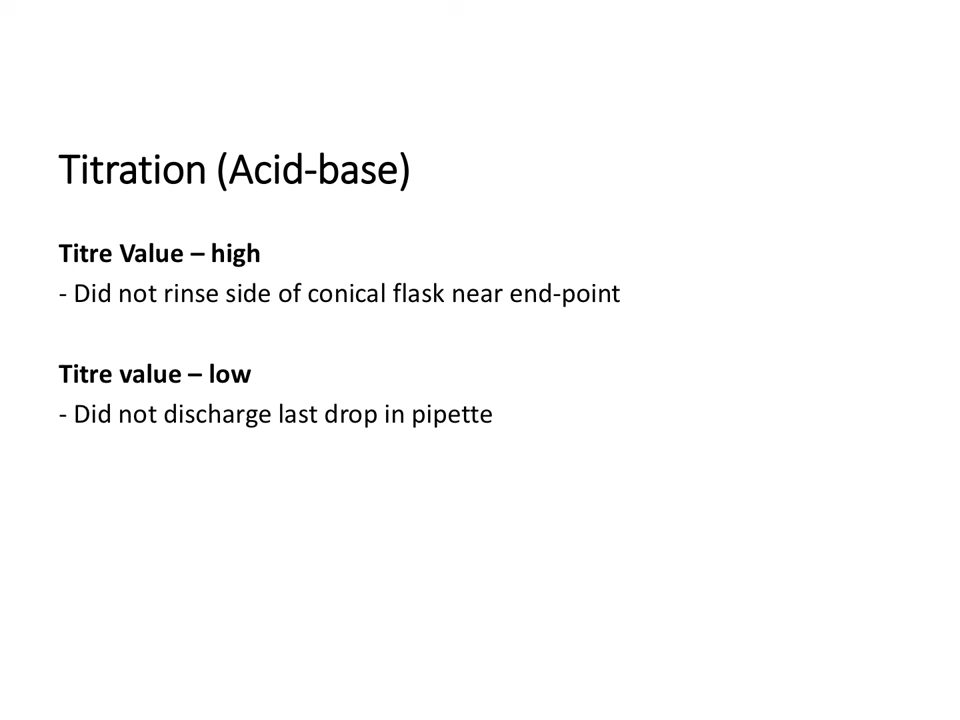 Titration (Acid-base)
Titre Value – high
- Did not rinse side of conical flask near end-point
Titre value – low
- Did not discharge last drop in pipette